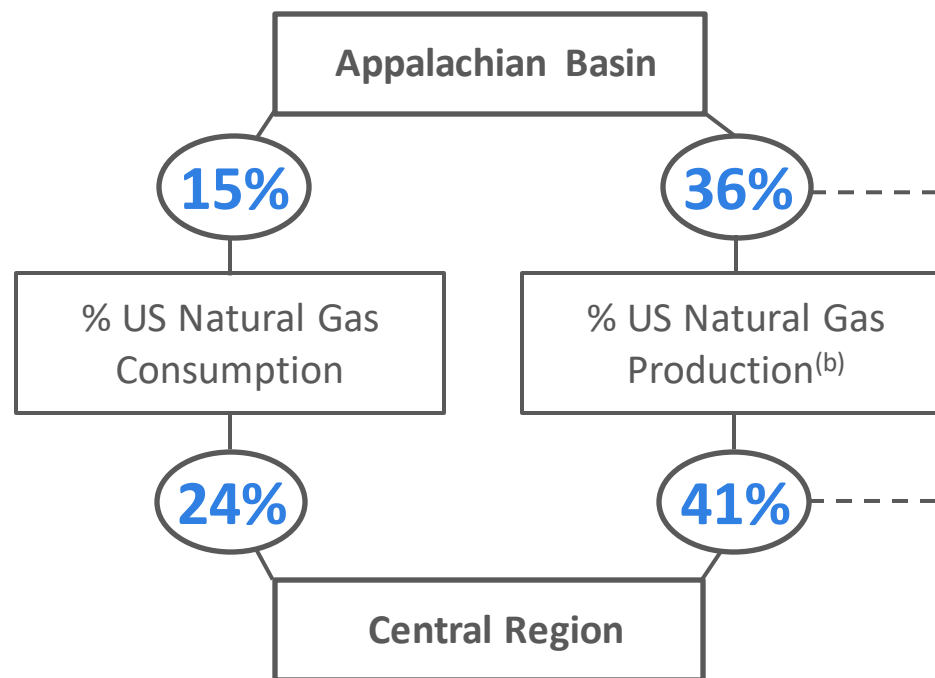 Appalachian Basin
15%
36%
% US Natural Gas
Consumption
% US Natural Gas
Production(b)
24%
41%
Central Region